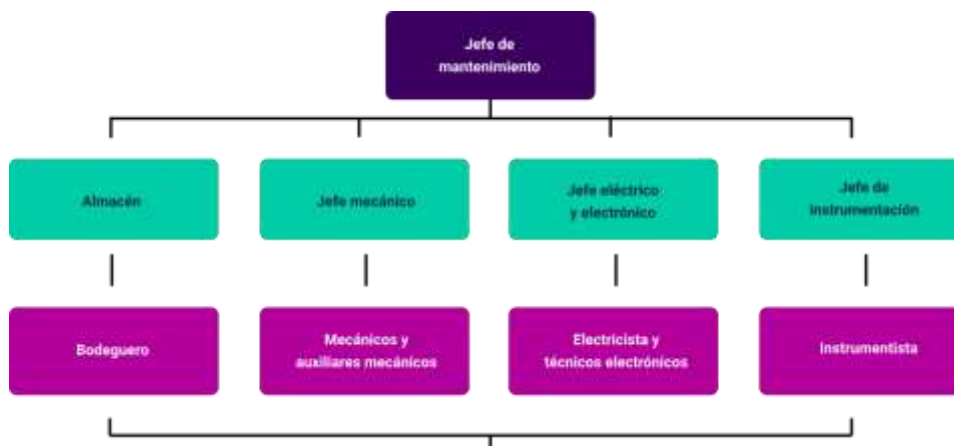 Jefe de
mantenimiento
Almacén
Jefe mecánico
Jefe eléctrico
y electrónico
Jefe de
instrumentación
Bodeguero
Mecánicos y
auxiliares mecánicos
Electricista y
técnicos electrónicos
Instrumentista